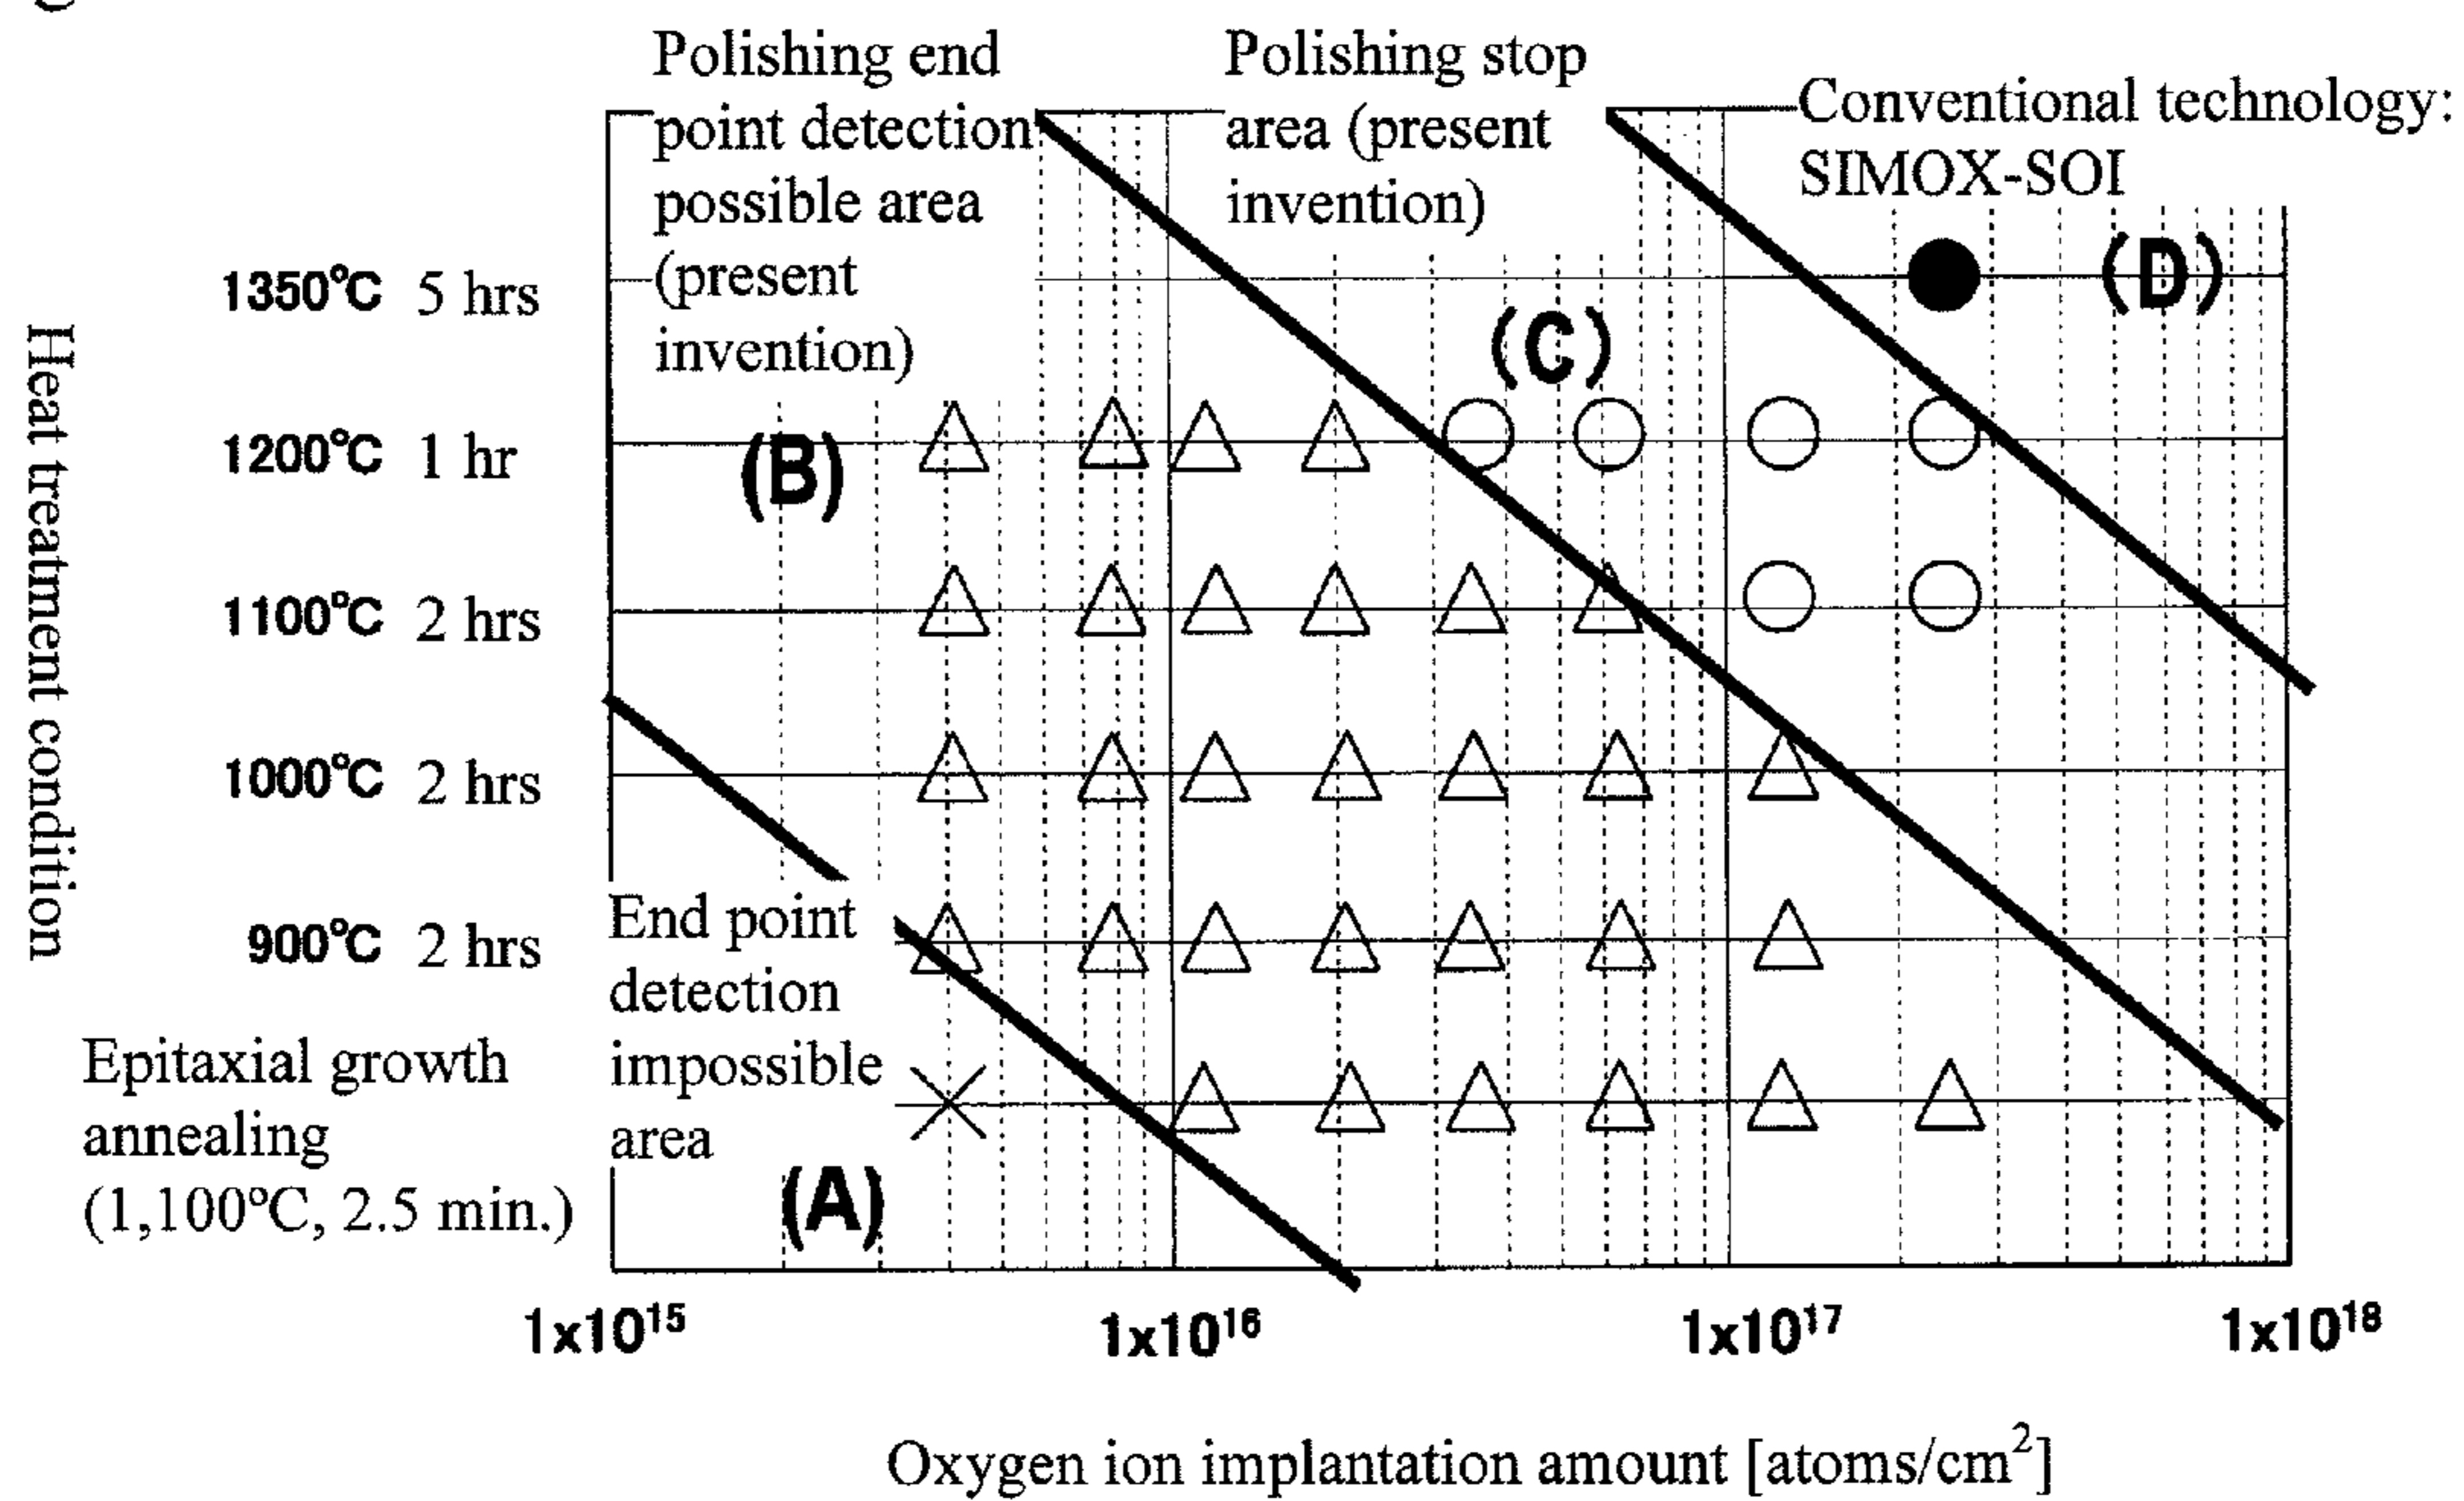 Polishing end
point detection
possible area
(present
invention)
Polishing stop
area (present
invention)
Conventional technology:
SIMOX-SOI
(D)
(C)
(B)
Heat treatment condition
1350℃ 5 hrs
1200℃ 1 hr
1100℃ 2 hrs
1000℃ 2 hrs
900℃ 2 hrs
Epitaxial growth
annealing
(1,100ºC, 2.5 min.)
End point
detection
impossible
area
(A)
1x10¹⁵
1x10¹⁶
1x10¹⁷
1x10¹⁸
Oxygen ion implantation amount [atoms/cm²]